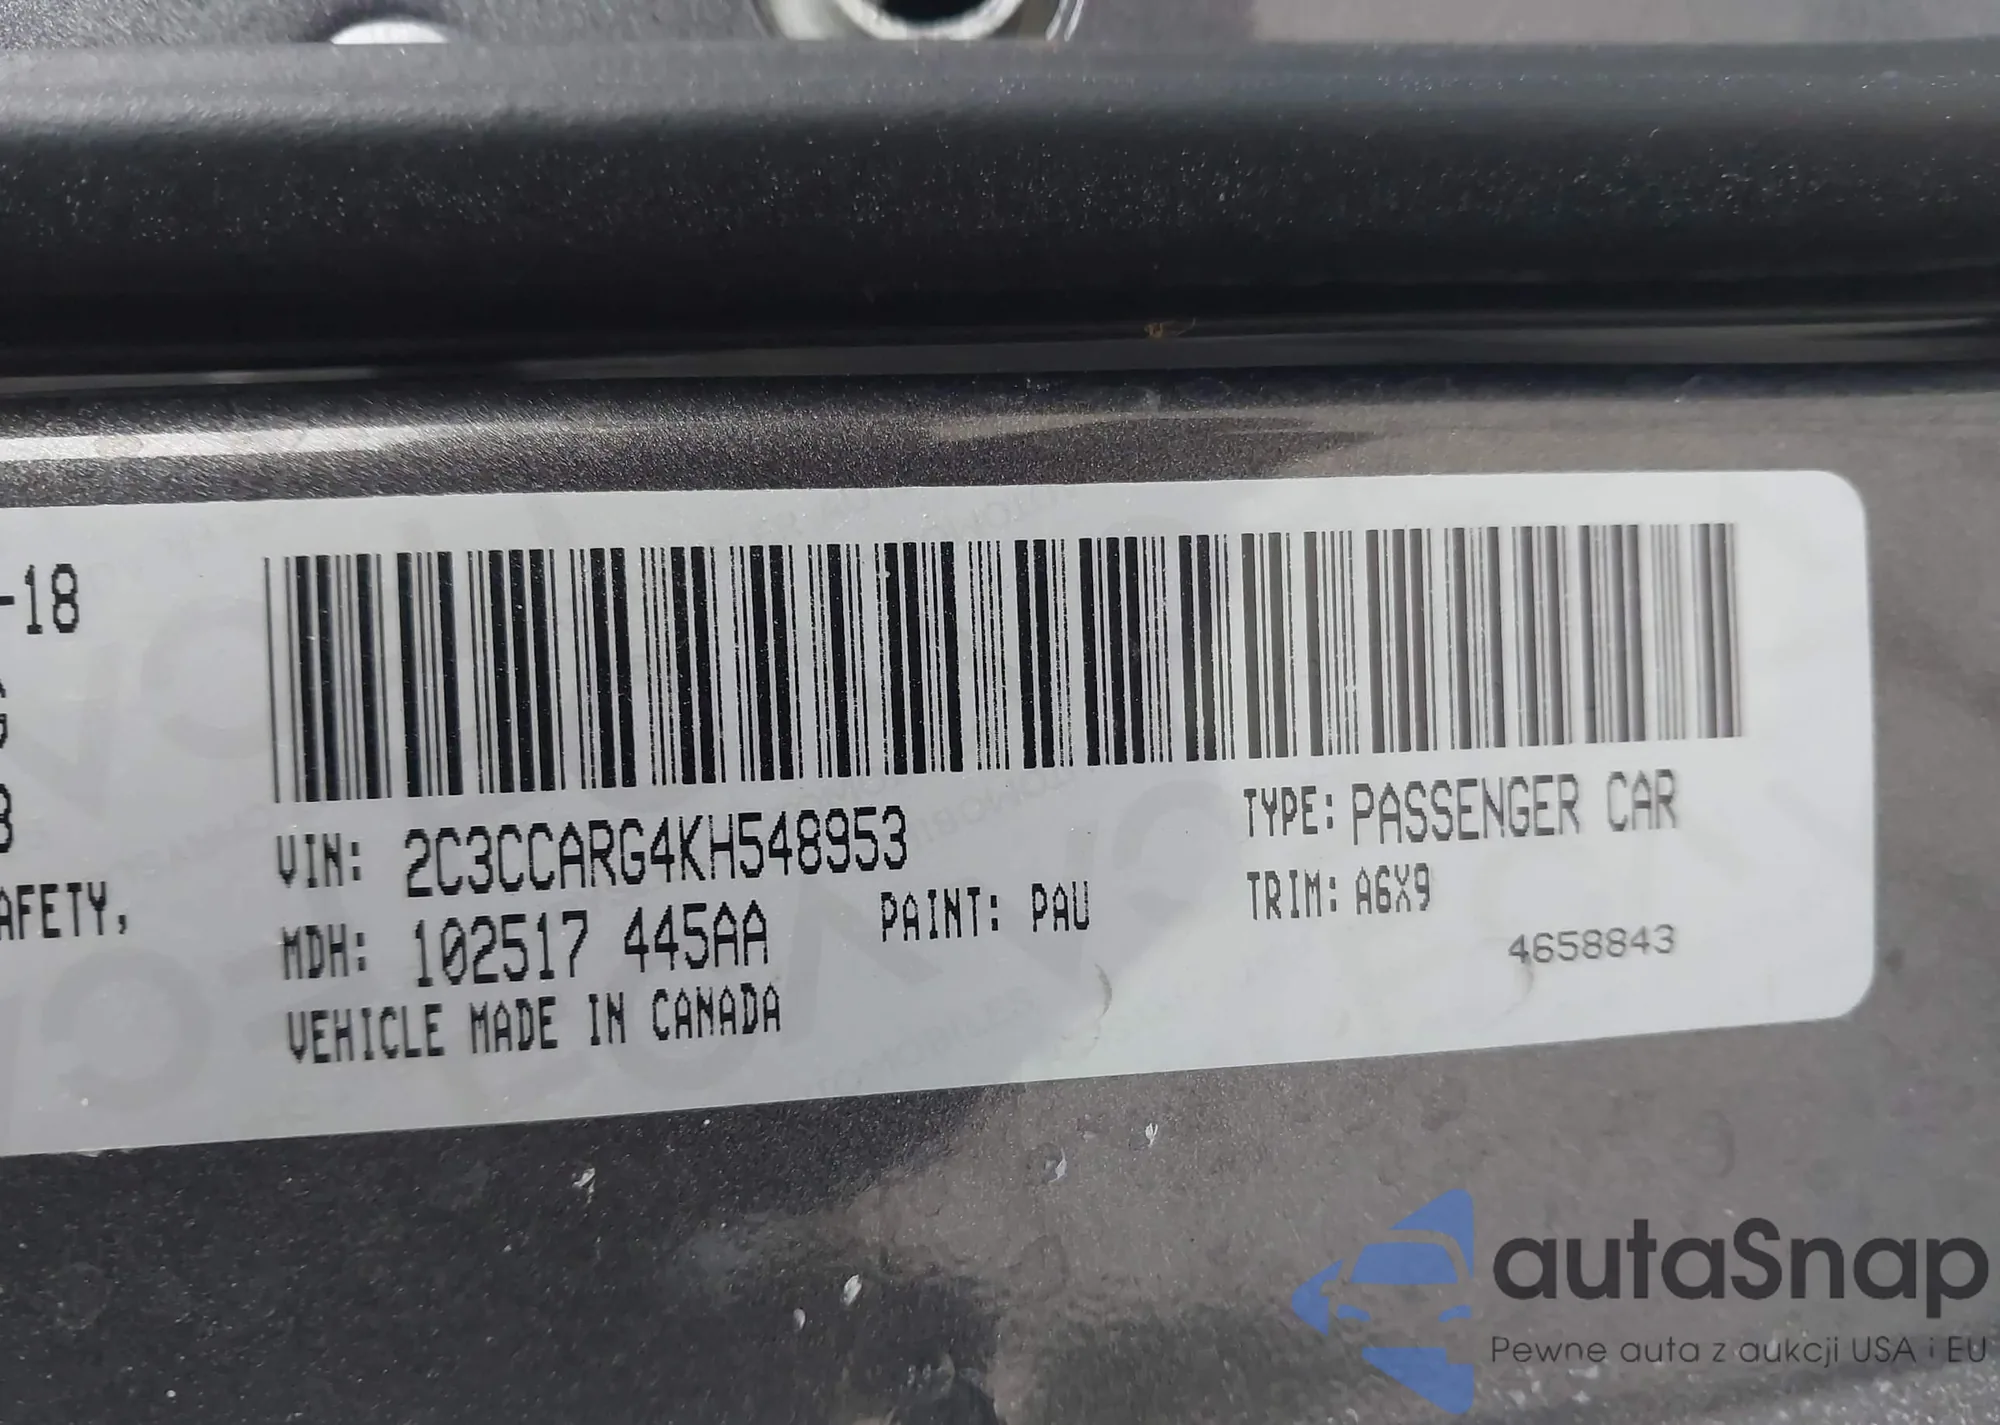 -18
AFETY,
VIN: 2C3CCARG4KH548953
TYPE: PASSENGER CAR
MDH: 102517 445AA
PAINT: PAU
TRIM: A6X9
4658843
VEHICLE MADE IN CANADA
autaSnap
Pewne auta z aukcji USA i EU